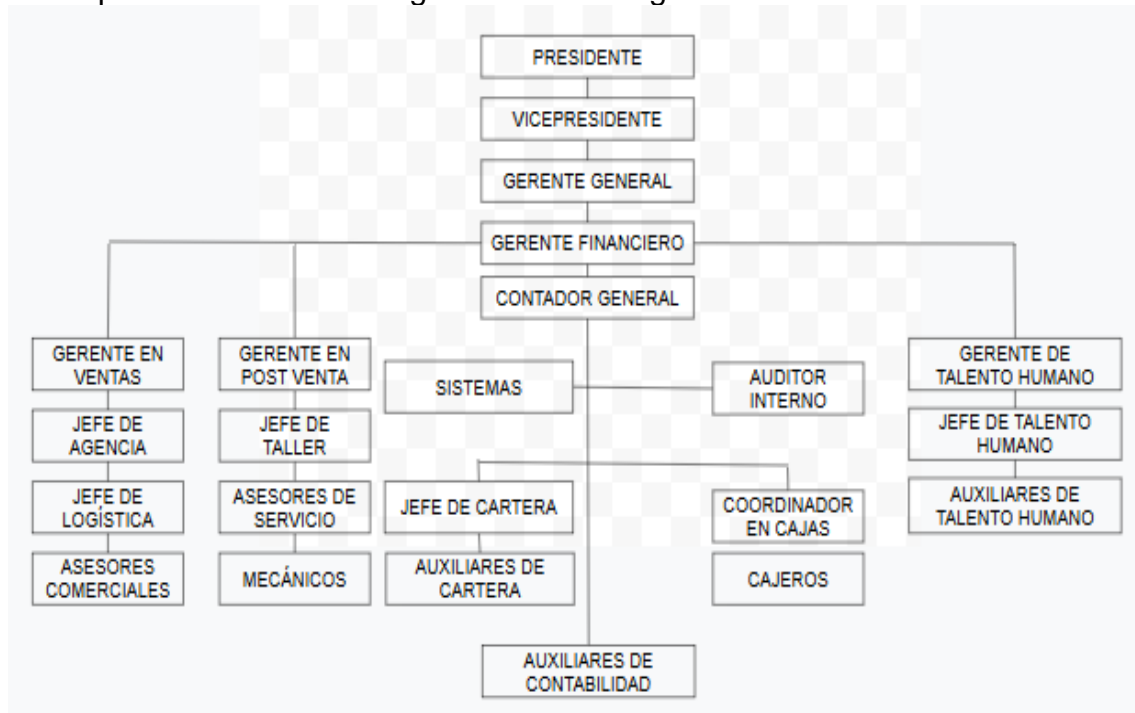 PRESIDENTE
VICEPRESIDENTE
GERENTE GENERAL
GERENTE FINANCIERO
CONTADOR GENERAL
GERENTE EN
VENTAS
GERENTE EN
POST VENTA
SISTEMAS
AUDITOR
INTERNO
GERENTE DE
TALENTO HUMANO
JEFE DE
AGENCIA
JEFE DE
TALLER
JEFE DE TALENTO
HUMANO
JEFE DE
LOGÍSTICA
ASESORES DE
SERVICIO
JEFE DE CARTERA
COORDINADOR
EN CAJAS
AUXILIARES DE
TALENTO HUMANO
ASESORES
COMERCIALES
MECÁNICOS
AUXILIARES DE
CARTERA
CAJEROS
AUXILIARES DE
CONTABILIDAD